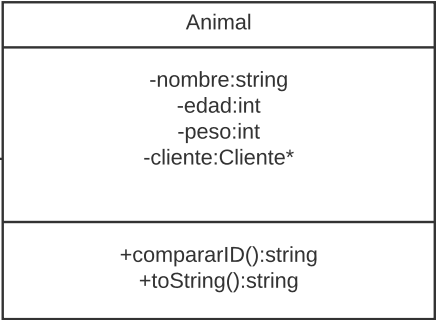 Animal
-nombre:string
-edad:int
-peso:int
-cliente:Cliente*
+compararID():string
+toString():string